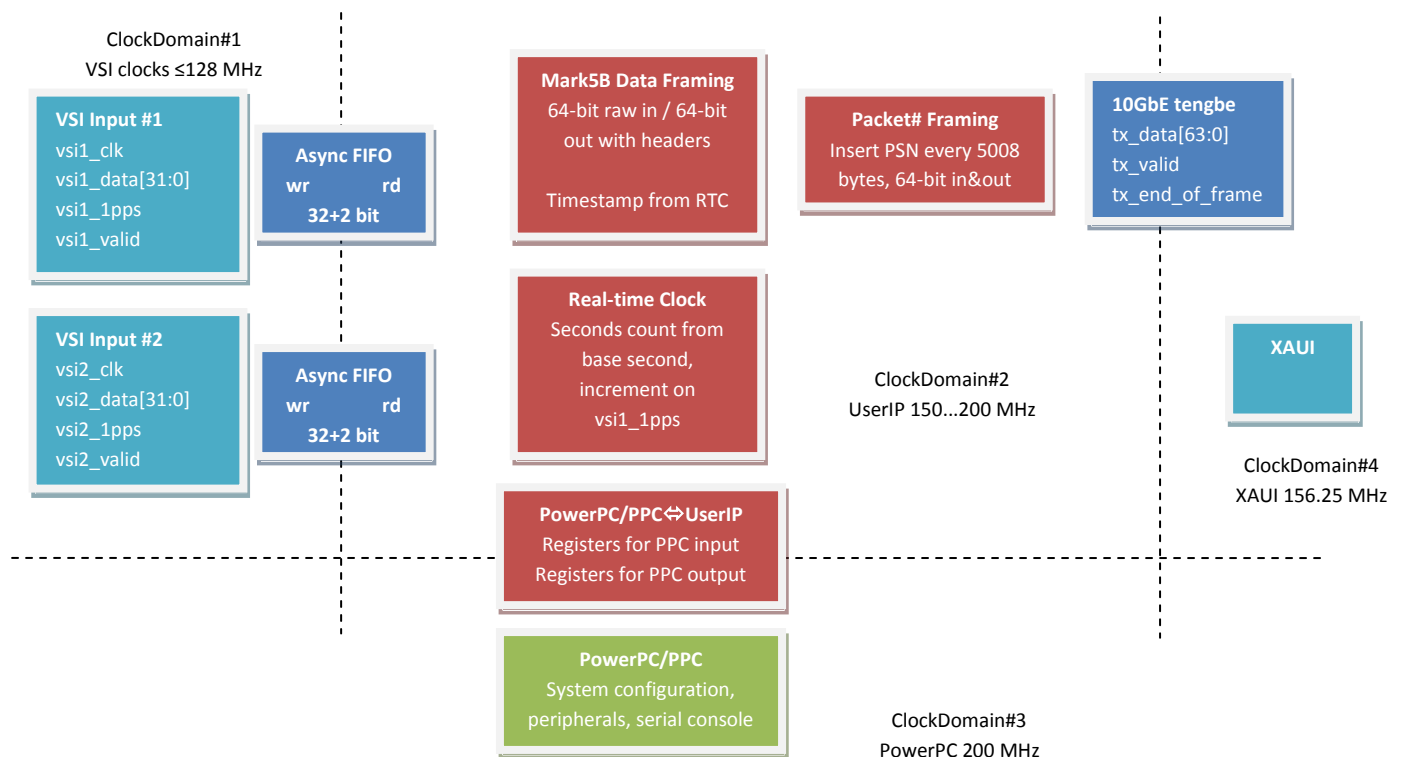 ClockDomain#1
VSI clocks ≤128 MHz
VSI Input #1
vsi1_clk
vsi1_data[31:0]
vsi1_1pps
vsi1_valid
Async FIFO
wr rd
32+2 bit
Mark5B Data Framing
64-bit raw in / 64-bit
out with headers
Timestamp from RTC
Packet# Framing
Insert PSN every 5008
bytes, 64-bit in&out
10GbE tengbe
tx_data[63:0]
tx_valid
tx_end_of_frame
VSI Input #2
vsi2_clk
vsi2_data[31:0]
vsi2_1pps
vsi2_valid
Async FIFO
wr rd
32+2 bit
Real-time Clock
Seconds count from
base second,
increment on
vsi1_1pps
ClockDomain#2
UserIP 150...200 MHz
XAUI
ClockDomain#4
XAUI 156.25 MHz
PowerPC/PPC⇔UserIP
Registers for PPC input
Registers for PPC output
PowerPC/PPC
System configuration,
peripherals, serial console
ClockDomain#3
PowerPC 200 MHz